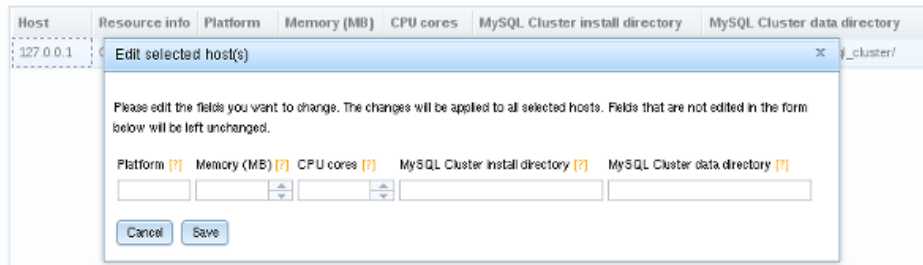 Host Resource info Platform Memory (MB) CPU cores MySQL Cluster install directory MySQL Cluster data directory
127.0.0.1
Edit selected host(s) x
Please edit the fields you want to change. The changes will be applied to all selected hosts. Fields that are not edited in the form
below will be left unchanged.
Platform [?] Memory (MB) [?] CPU cores [?] MySQL Cluster install directory [?] MySQL Cluster data directory [?]
Cancel Save